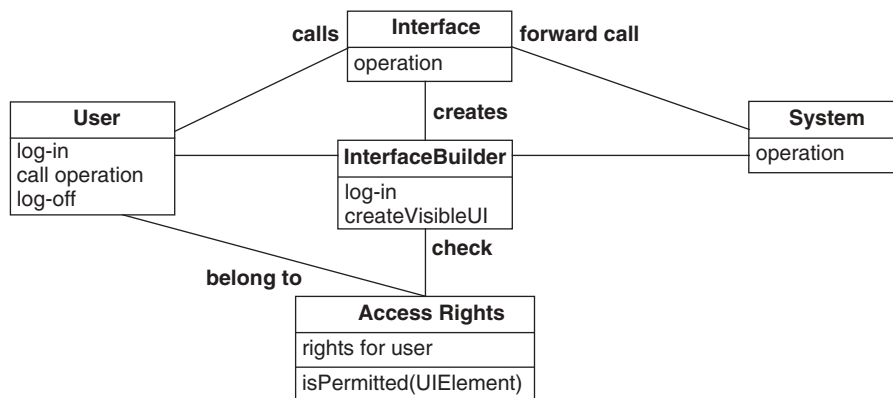 Interface
operation
calls
forward call
User
log-in
call operation
log-off
creates
InterfaceBuilder
log-in
createVisibleUI
System
operation
check
belong to
Access Rights
rights for user
isPermitted(UIElement)